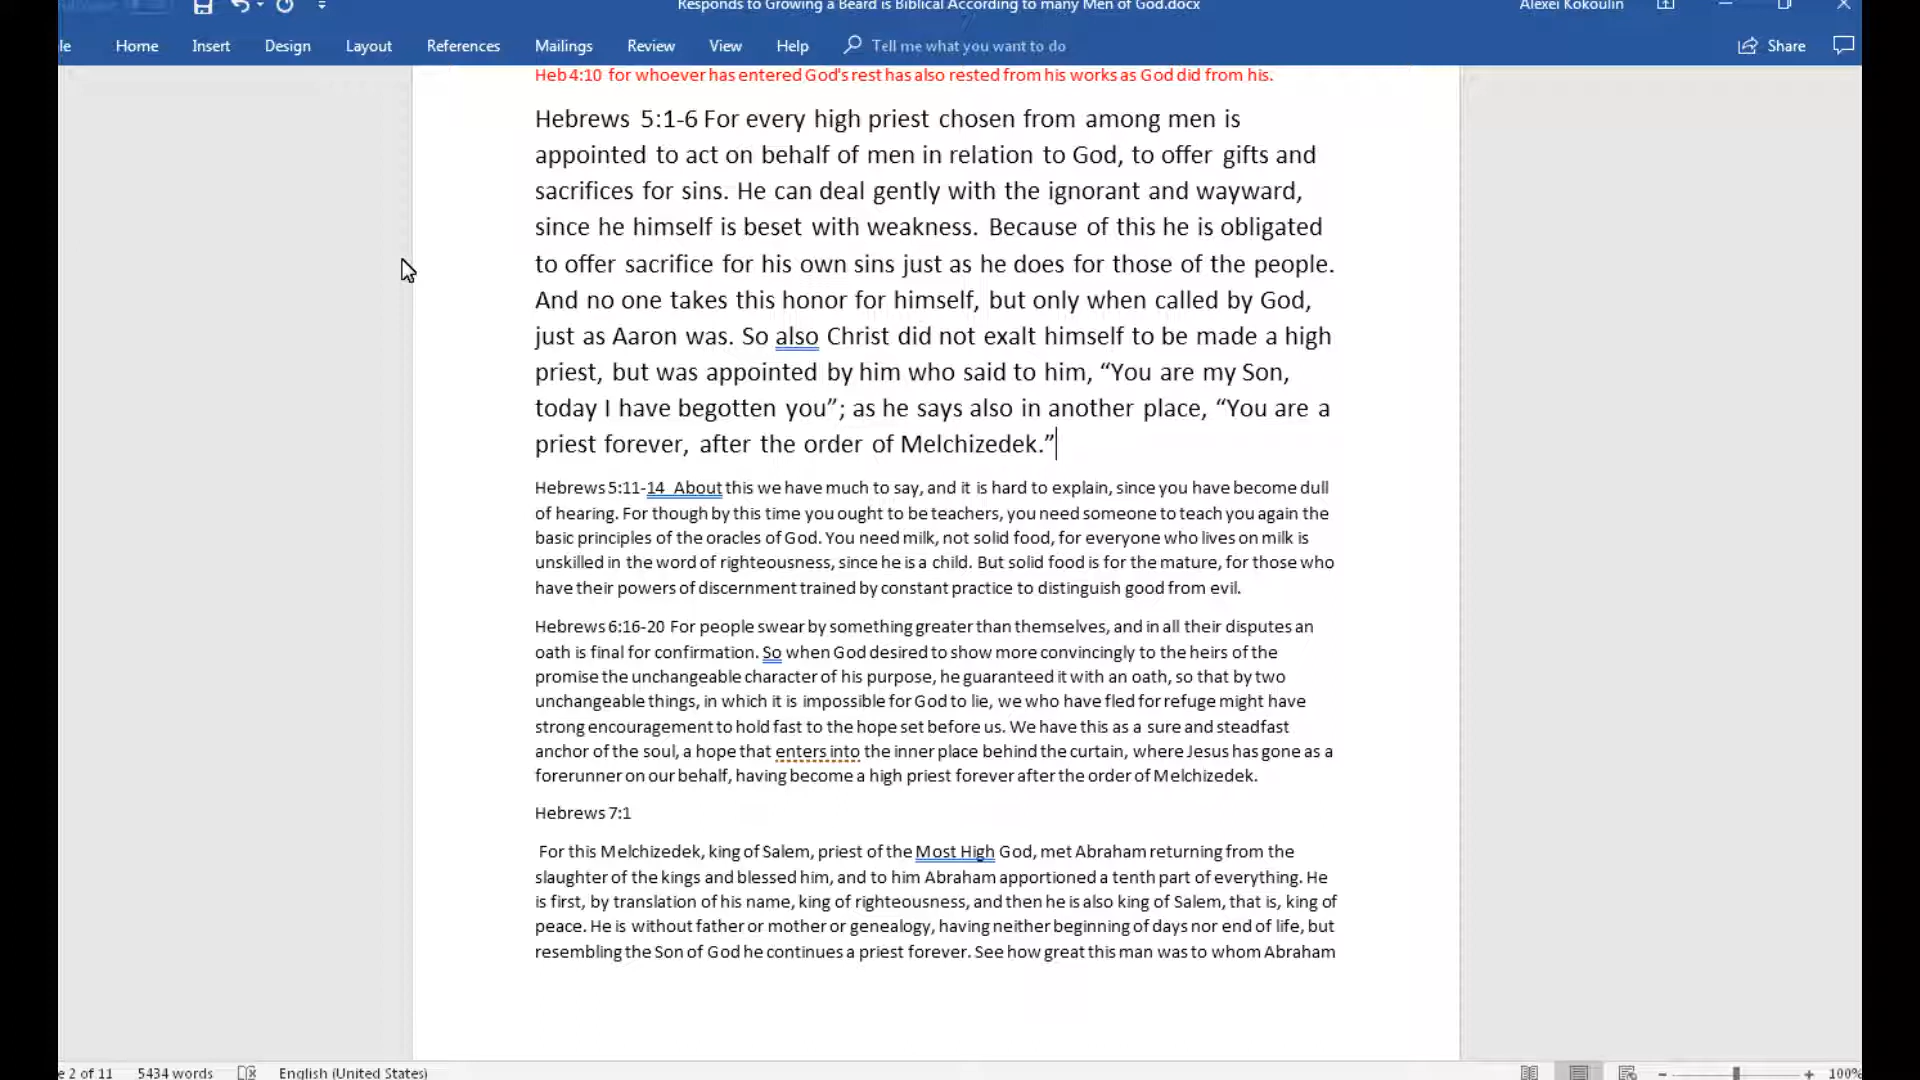 Responds to Growing a Beard is Biblical According to many Men of God.docx
Alexei Kokoulin
le Home Insert Design Layout References Mailings Review View Help Tell me what you want to do Share
Heb 4:10 for whoever has entered God's rest has also rested from his works as God did from his.
Hebrews 5:1-6 For every high priest chosen from among men is
appointed to act on behalf of men in relation to God, to offer gifts and
sacrifices for sins. He can deal gently with the ignorant and wayward,
since he himself is beset with weakness. Because of this he is obligated
to offer sacrifice for his own sins just as he does for those of the people.
And no one takes this honor for himself, but only when called by God,
just as Aaron was. So also Christ did not exalt himself to be made a high
priest, but was appointed by him who said to him, “You are my Son,
today I have begotten you”; as he says also in another place, “You are a
priest forever, after the order of Melchizedek.”
Hebrews 5:11-14 About this we have much to say, and it is hard to explain, since you have become dull
of hearing. For though by this time you ought to be teachers, you need someone to teach you again the
basic principles of the oracles of God. You need milk, not solid food, for everyone who lives on milk is
unskilled in the word of righteousness, since he is a child. But solid food is for the mature, for those who
have their powers of discernment trained by constant practice to distinguish good from evil.
Hebrews 6:16-20 For people swear by something greater than themselves, and in all their disputes an
oath is final for confirmation. So when God desired to show more convincingly to the heirs of the
promise the unchangeable character of his purpose, he guaranteed it with an oath, so that by two
unchangeable things, in which it is impossible for God to lie, we who have fled for refuge might have
strong encouragement to hold fast to the hope set before us. We have this as a sure and steadfast
anchor of the soul, a hope that enters into the inner place behind the curtain, where Jesus has gone as a
forerunner on our behalf, having become a high priest forever after the order of Melchizedek.
Hebrews 7:1
For this Melchizedek, king of Salem, priest of the Most High God, met Abraham returning from the
slaughter of the kings and blessed him, and to him Abraham apportioned a tenth part of everything. He
is first, by translation of his name, king of righteousness, and then he is also king of Salem, that is, king of
peace. He is without father or mother or genealogy, having neither beginning of days nor end of life, but
resembling the Son of God he continues a priest forever. See how great this man was to whom Abraham
e 2 of 11 5434 words English (United States) 100%